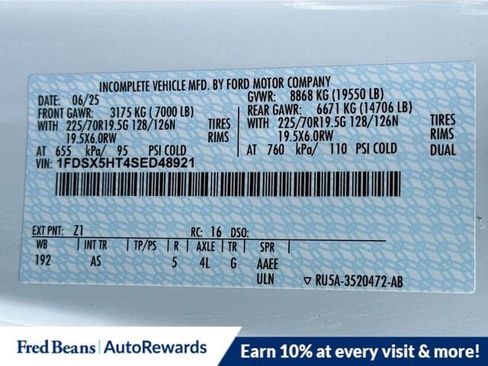 INCOMPLETE VEHICLE MFD. BY FORD MOTOR COMPANY
DATE: 06/25 GVWR: 8868 KG (19550 LB)
FRONT GAWR: 3175 KG ( 7000 LB) REAR GAWR: 6671 KG (14706 LB)
WITH 225/70R19.5G 128/126N TIRES WITH 225/70R19.5G 128/126N TIRES
19.5X6.0RW RIMS 19.5X6.0RW RIMS
AT 655 kPa/ 95 PSI COLD AT 760 kPa/ 110 PSI COLD DUAL
VIN: 1FDSX5HT4SED48921
EXT PNT: Z1 RC: 16 DSO:
WB INT TR TP/PS R AXLE TR SPR
192 AS 5 4L G AAEE
ULN ▽ RU5A-3520472-AB
Fred Beans | AutoRewards Earn 10% at every visit & more!